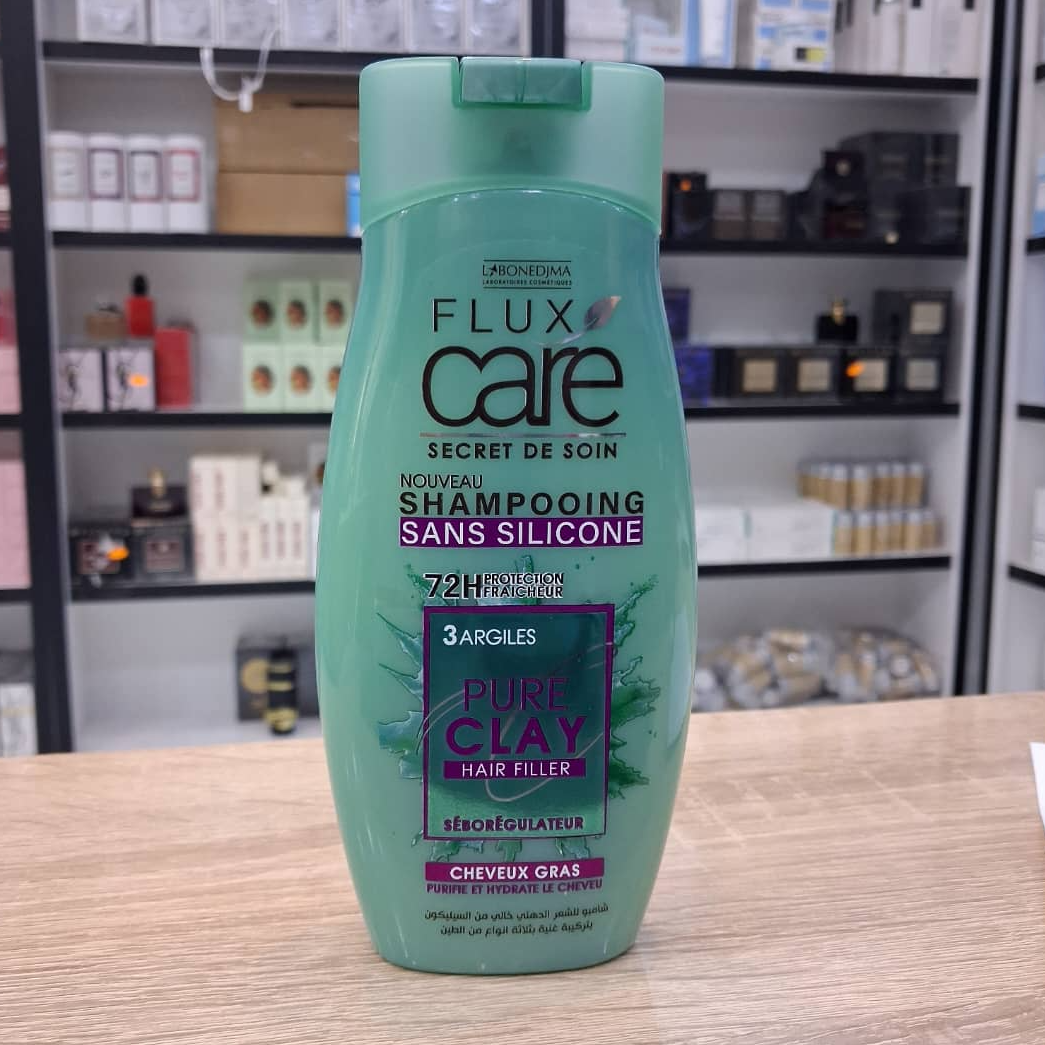 LABONEDJMA
LABORATOIRES COSMÉTIQUES
FLUX
care
SECRET DE SOIN
NOUVEAU
SHAMPOOING
SANS SILICONE
72H PROTECTION
FRAICHEUR
3 ARGILES
PURE
CLAY
HAIR FILLER
SÉBORÉGULATEUR
CHEVEUX GRAS
PURIFIE ET HYDRATE LE CHEVEU
شامبو للشعر الدهني خالي من السيليكون
بتركيبة غنية بثلاثة انواع من الطين